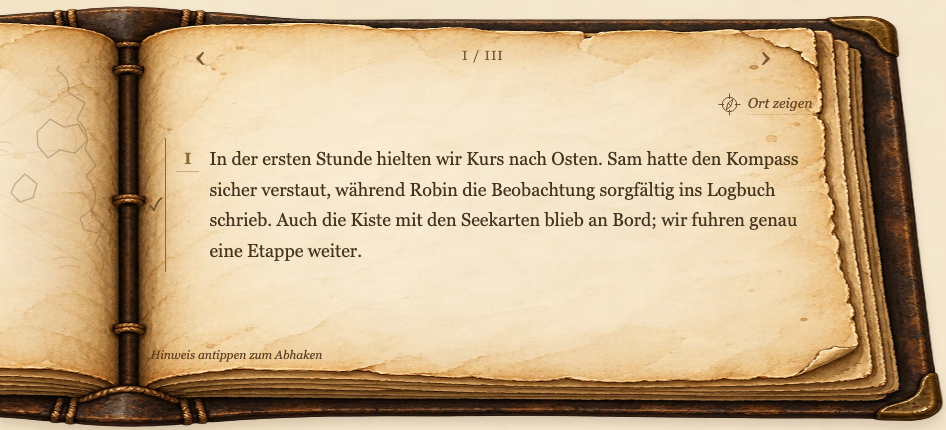 I / III
Ort zeigen
I In der ersten Stunde hielten wir Kurs nach Osten. Sam hatte den Kompass
sicher verstaut, während Robin die Beobachtung sorgfältig ins Logbuch
schrieb. Auch die Kiste mit den Seekarten blieb an Bord; wir fuhren genau
eine Etappe weiter.
Hinweis antippen zum Abhaken